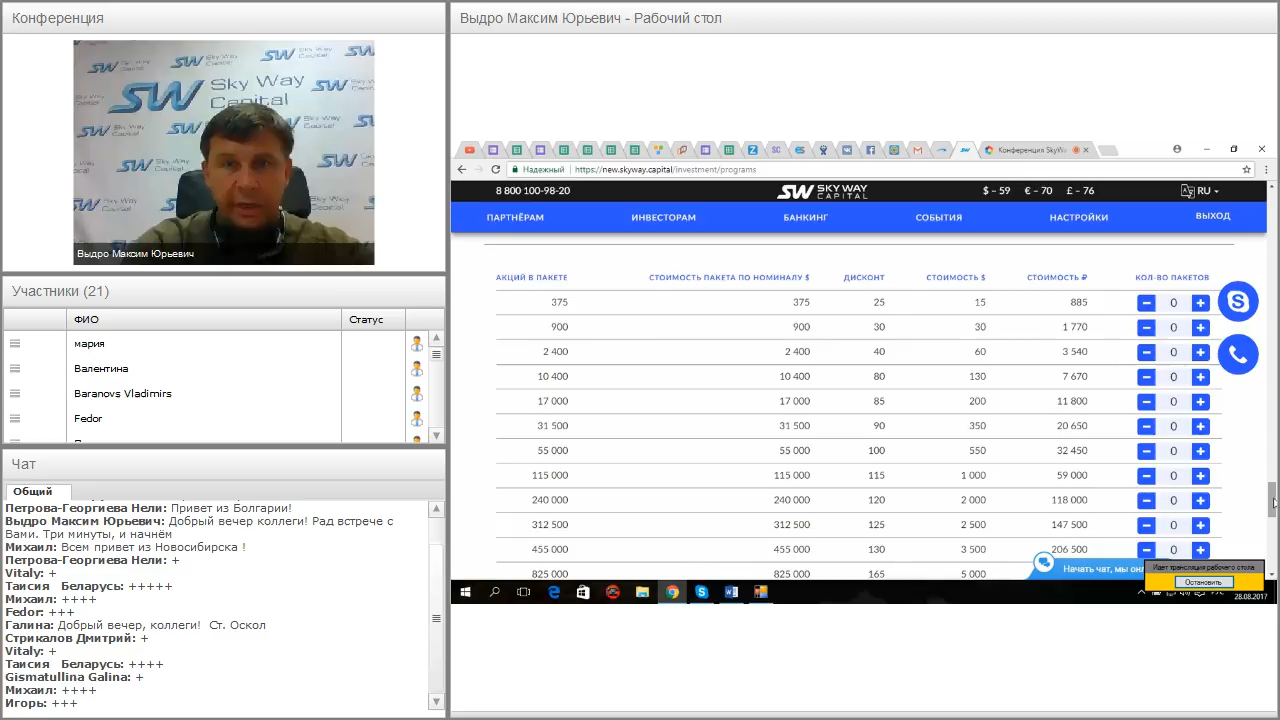 Конференция
SW
Sky Way
Capital
Выдро Максим Юрьевич
Участники (21)
ФИО
Статус
мария
Валентина
Baranovs Vladimirs
Fedor
Чат
Общий
Петрова-Георгиева Нели: Привет из Болгарии!
Выдро Максим Юрьевич: Добрый вечер коллеги! Рад встрече с
Вами. Три минуты, и начнём
Михаил: Всем привет из Новосибирска !
Петрова-Георгиева Нели: +
Vitaly: +
Таисия Беларусь: +++++
Михаил: ++++
Fedor: +++
Галина: Добрый вечер, коллеги! Ст. Оскол
Стрикалов Дмитрий: +
Vitaly: +
Таисия Беларусь: ++++
Gismatullina Galina: +
Михаил: ++++
Игорь: +++
Выдро Максим Юрьевич - Рабочий стол
Конференция SkyWa
Надежный https://new.skyway.capital/investment/programs
8 800 100-98-20
SW SKY WAY
CAPITAL
$ – 59 € – 70 £ – 76
RU
ПАРТНЁРАМ ИНВЕСТОРАМ БАНКИНГ СОБЫТИЯ НАСТРОЙКИ ВЫХОД
АКЦИЙ В ПАКЕТЕ СТОИМОСТЬ ПАКЕТА ПО НОМИНАЛУ $ ДИСКОНТ СТОИМОСТЬ $ СТОИМОСТЬ ₽ КОЛ-ВО ПАКЕТОВ
375 375 25 15 885 − 0 +
900 900 30 30 1 770 − 0 +
2 400 2 400 40 60 3 540 − 0 +
10 400 10 400 80 130 7 670 − 0 +
17 000 17 000 85 200 11 800 − 0 +
31 500 31 500 90 350 20 650 − 0 +
55 000 55 000 100 550 32 450 − 0 +
115 000 115 000 115 1 000 59 000 − 0 +
240 000 240 000 120 2 000 118 000 − 0 +
312 500 312 500 125 2 500 147 500 − 0 +
455 000 455 000 130 3 500 206 500 − 0 +
825 000 825 000 165 5 000
Начать чат, мы онл
Идет трансляция рабочего стола
Остановить
28.08.2017